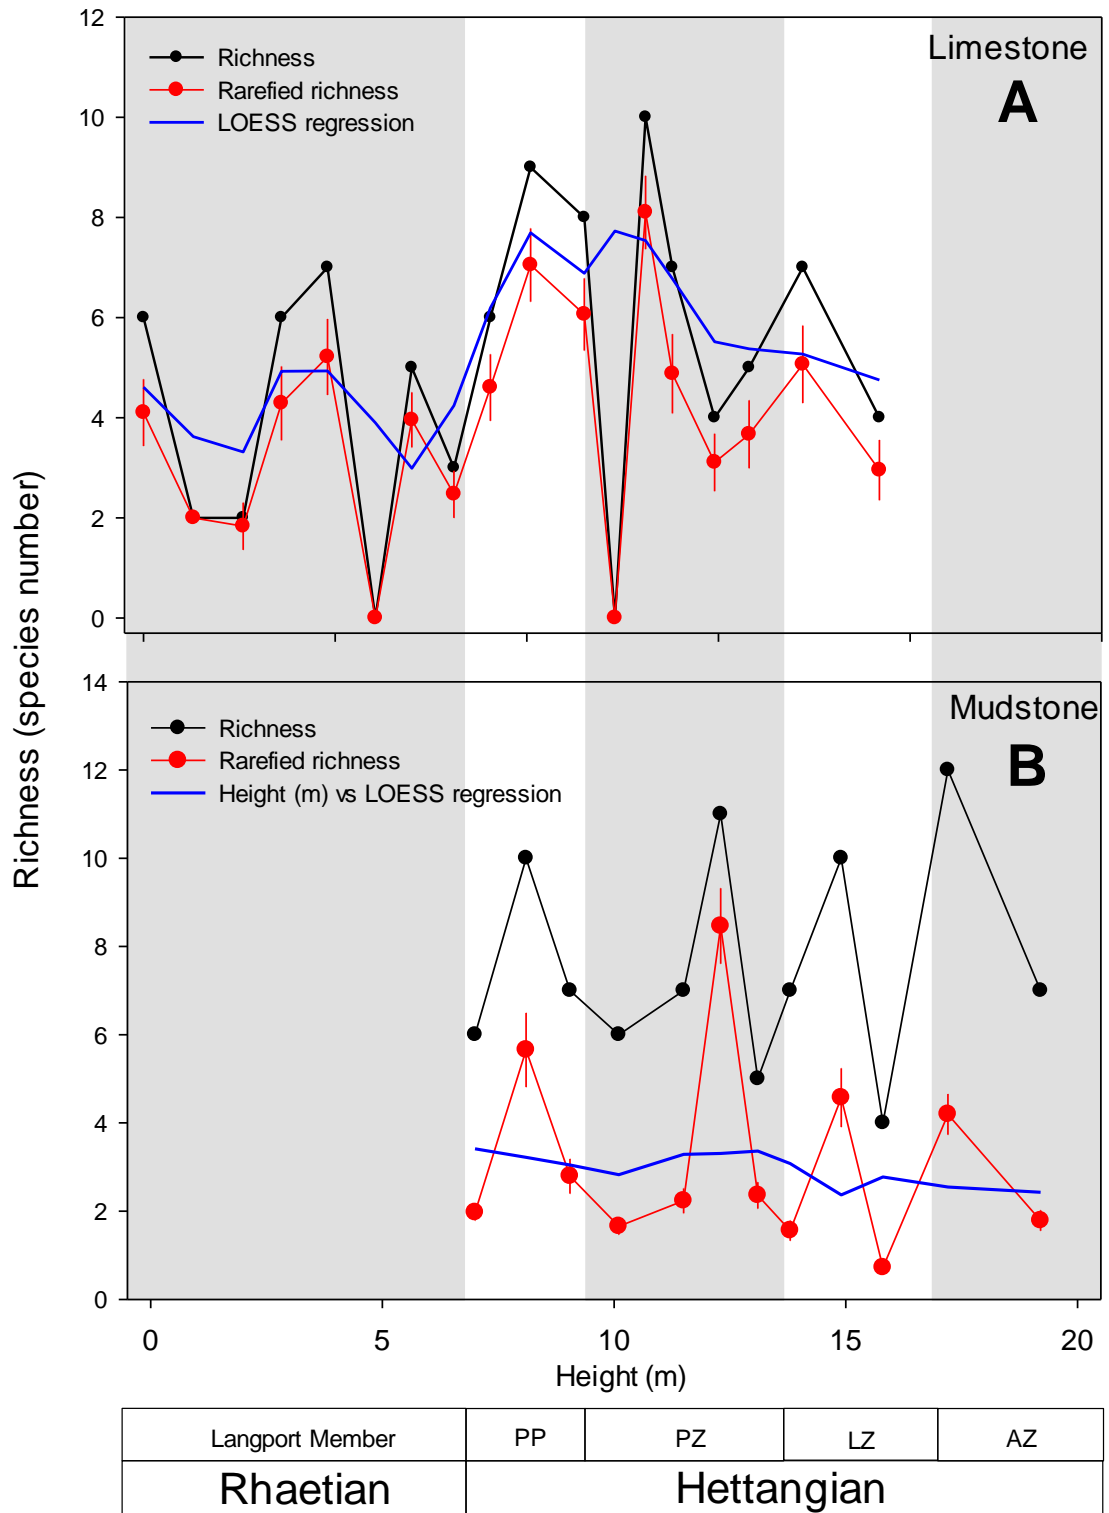 12
10
8
6
4
2
0
Richness
Rarefied richness
LOESS regression
Limestone
A
Richness (species number)
14
12
10
8
6
4
2
0
Richness
Rarefied richness
Height (m) vs LOESS regression
Mudstone
B
0 5 10 15 20
Height (m)
Langport Member PP PZ LZ AZ
Rhaetian Hettangian